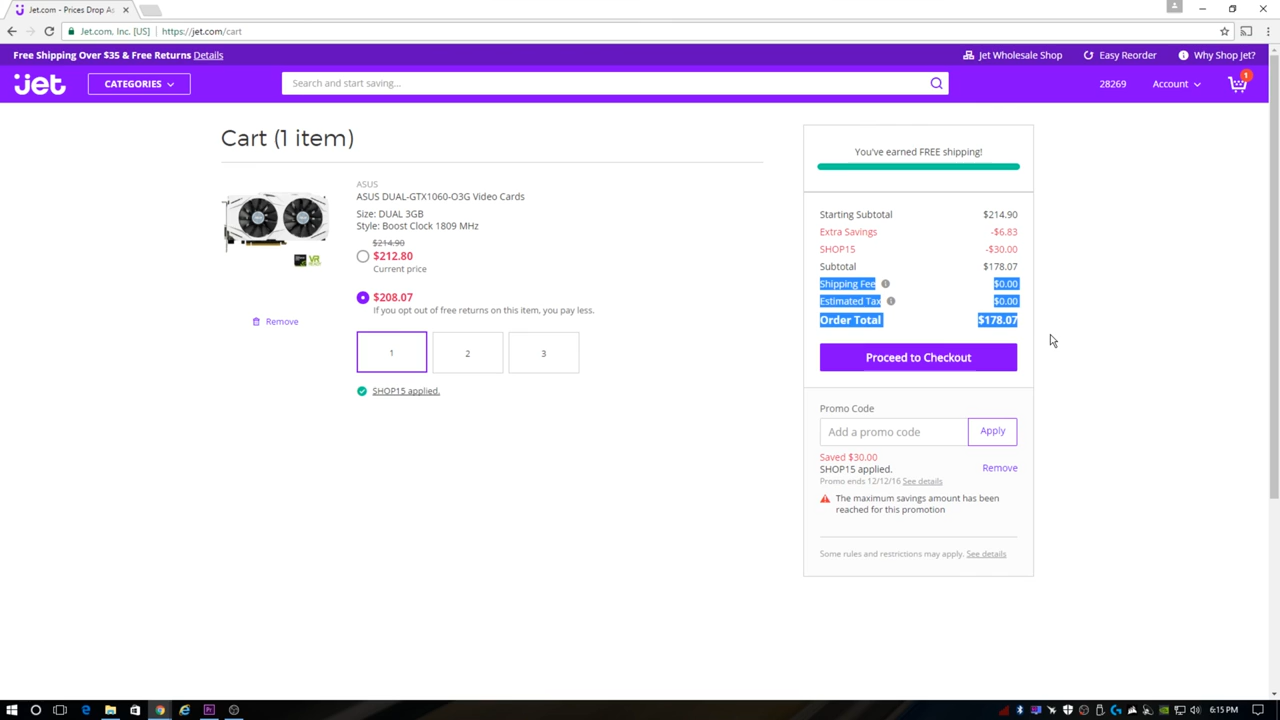 Jet.com - Prices Drop As
Jet.com, Inc. [US] https://jet.com/cart
Free Shipping Over $35 & Free Returns Details
Jet Wholesale Shop Easy Reorder Why Shop Jet?
jet CATEGORIES Search and start saving... 28269 Account 1
Cart (1 item)
ASUS
ASUS DUAL-GTX1060-O3G Video Cards
Size: DUAL 3GB
Style: Boost Clock 1809 MHz
$214.90
$212.80
Current price
$208.07
If you opt out of free returns on this item, you pay less.
Remove
1 2 3
SHOP15 applied.
VR
You've earned FREE shipping!
Starting Subtotal $214.90
Extra Savings -$6.83
SHOP15 -$30.00
Subtotal $178.07
Shipping Fee $0.00
Estimated Tax $0.00
Order Total $178.07
Proceed to Checkout
Promo Code
Add a promo code Apply
Saved $30.00
SHOP15 applied. Remove
Promo ends 12/12/16 See details
The maximum savings amount has been
reached for this promotion
Some rules and restrictions may apply. See details
6:15 PM